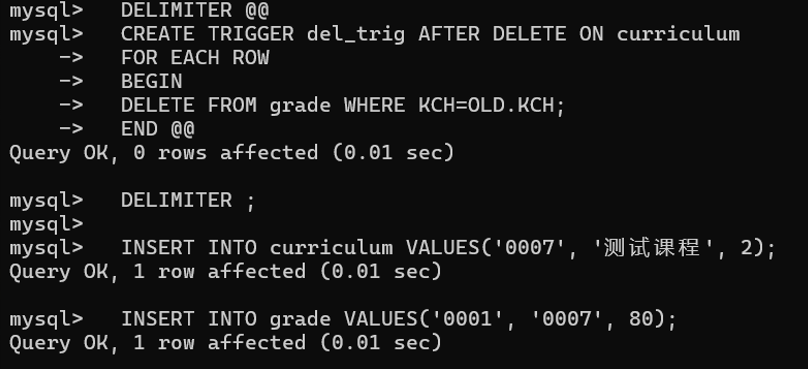 mysql>   DELIMITER @@
mysql>   CREATE TRIGGER del_trig AFTER DELETE ON curriculum
    ->   FOR EACH ROW
    ->   BEGIN
    ->   DELETE FROM grade WHERE KCH=OLD.KCH;
    ->   END @@
Query OK, 0 rows affected (0.01 sec)

mysql>   DELIMITER ;
mysql>
mysql>   INSERT INTO curriculum VALUES('0007', '测试课程', 2);
Query OK, 1 row affected (0.01 sec)

mysql>   INSERT INTO grade VALUES('0001', '0007', 80);
Query OK, 1 row affected (0.01 sec)